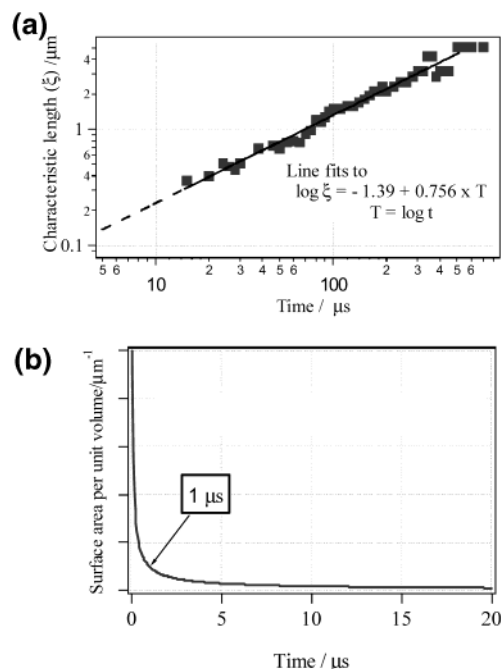 (a)
Characteristic length (ξ) /μm
6
4
2
1
6
4
2
0.1
Line fits to
log ξ = - 1.39 + 0.756 x T
T = log t
5 6 2 3 4 5 6 2 3 4 5 6
10 100
Time / μs
(b)
Surface area per unit volume/μm⁻¹
1 μs
0 5 10 15 20
Time / μs